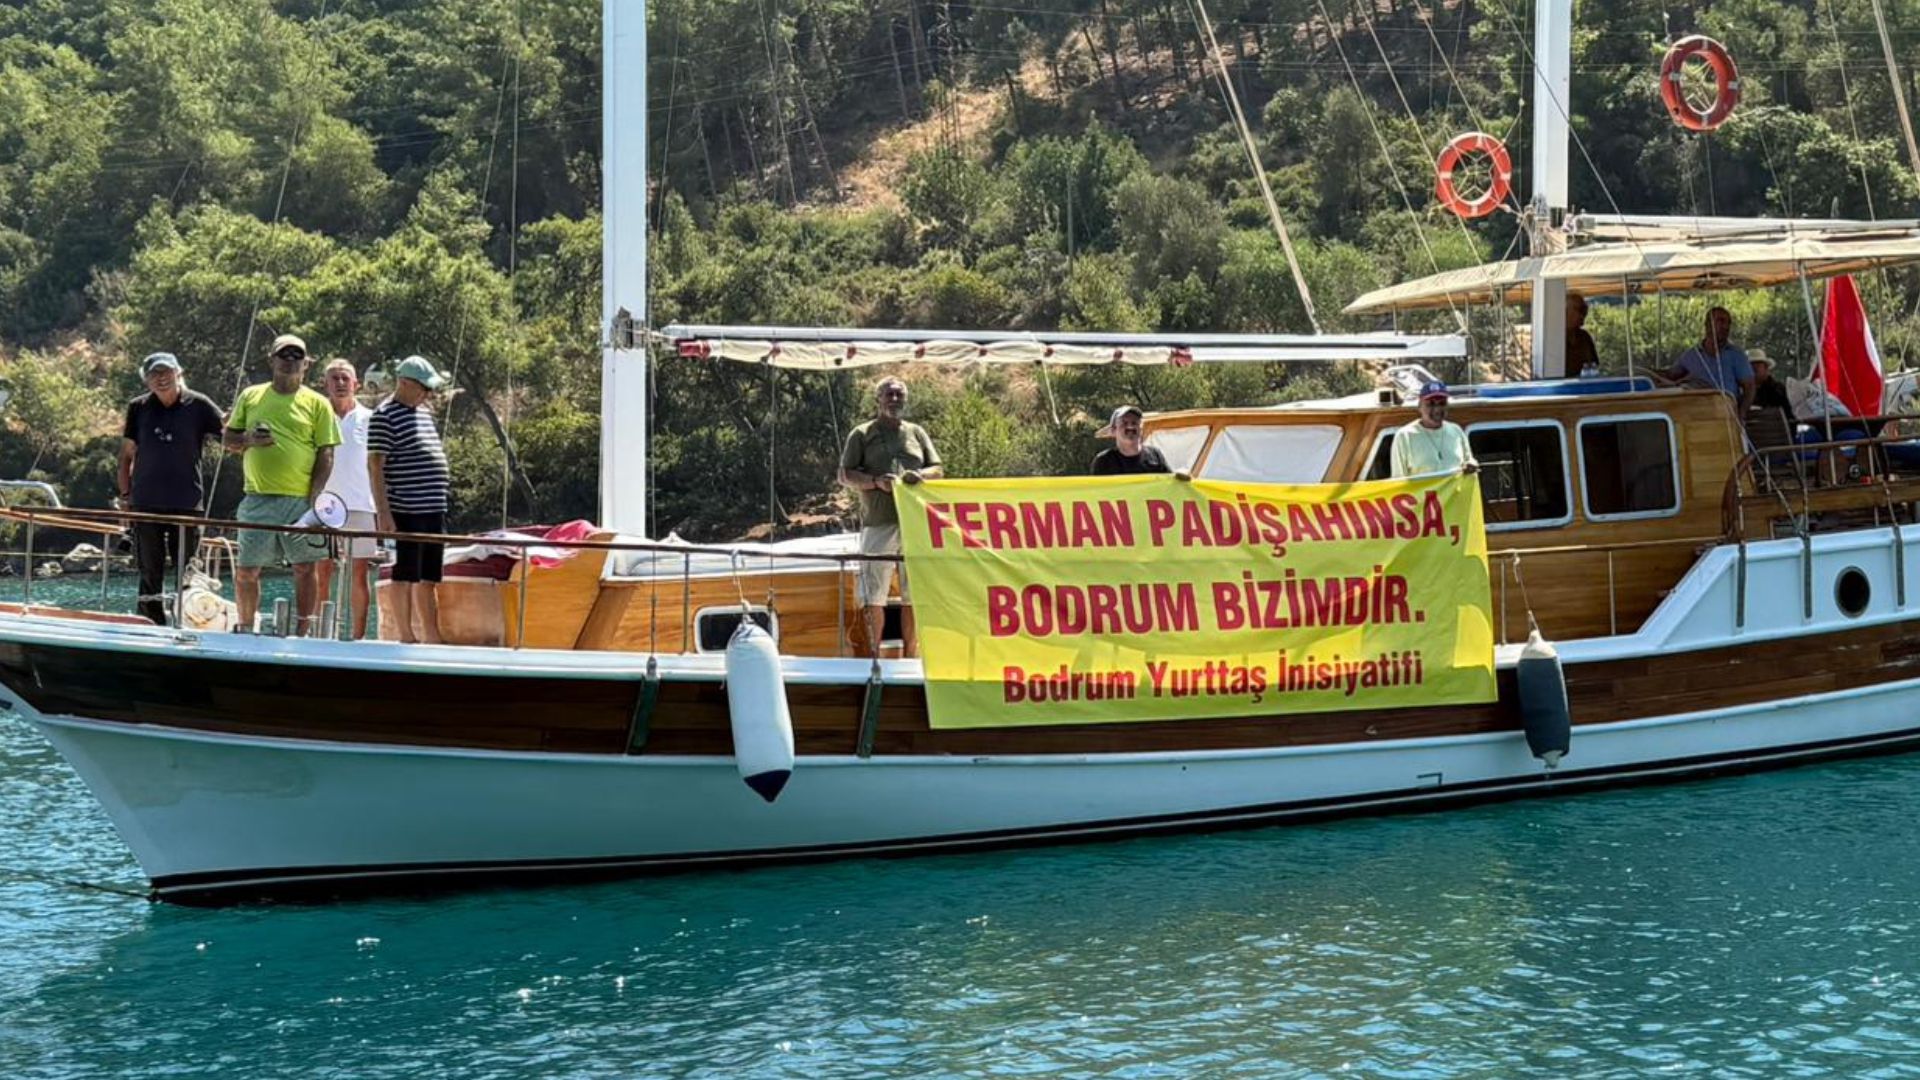 FERMAN PADİŞAHINSA,
BODRUM BİZİMDİR.
Bodrum Yurttaş İnisiyatifi